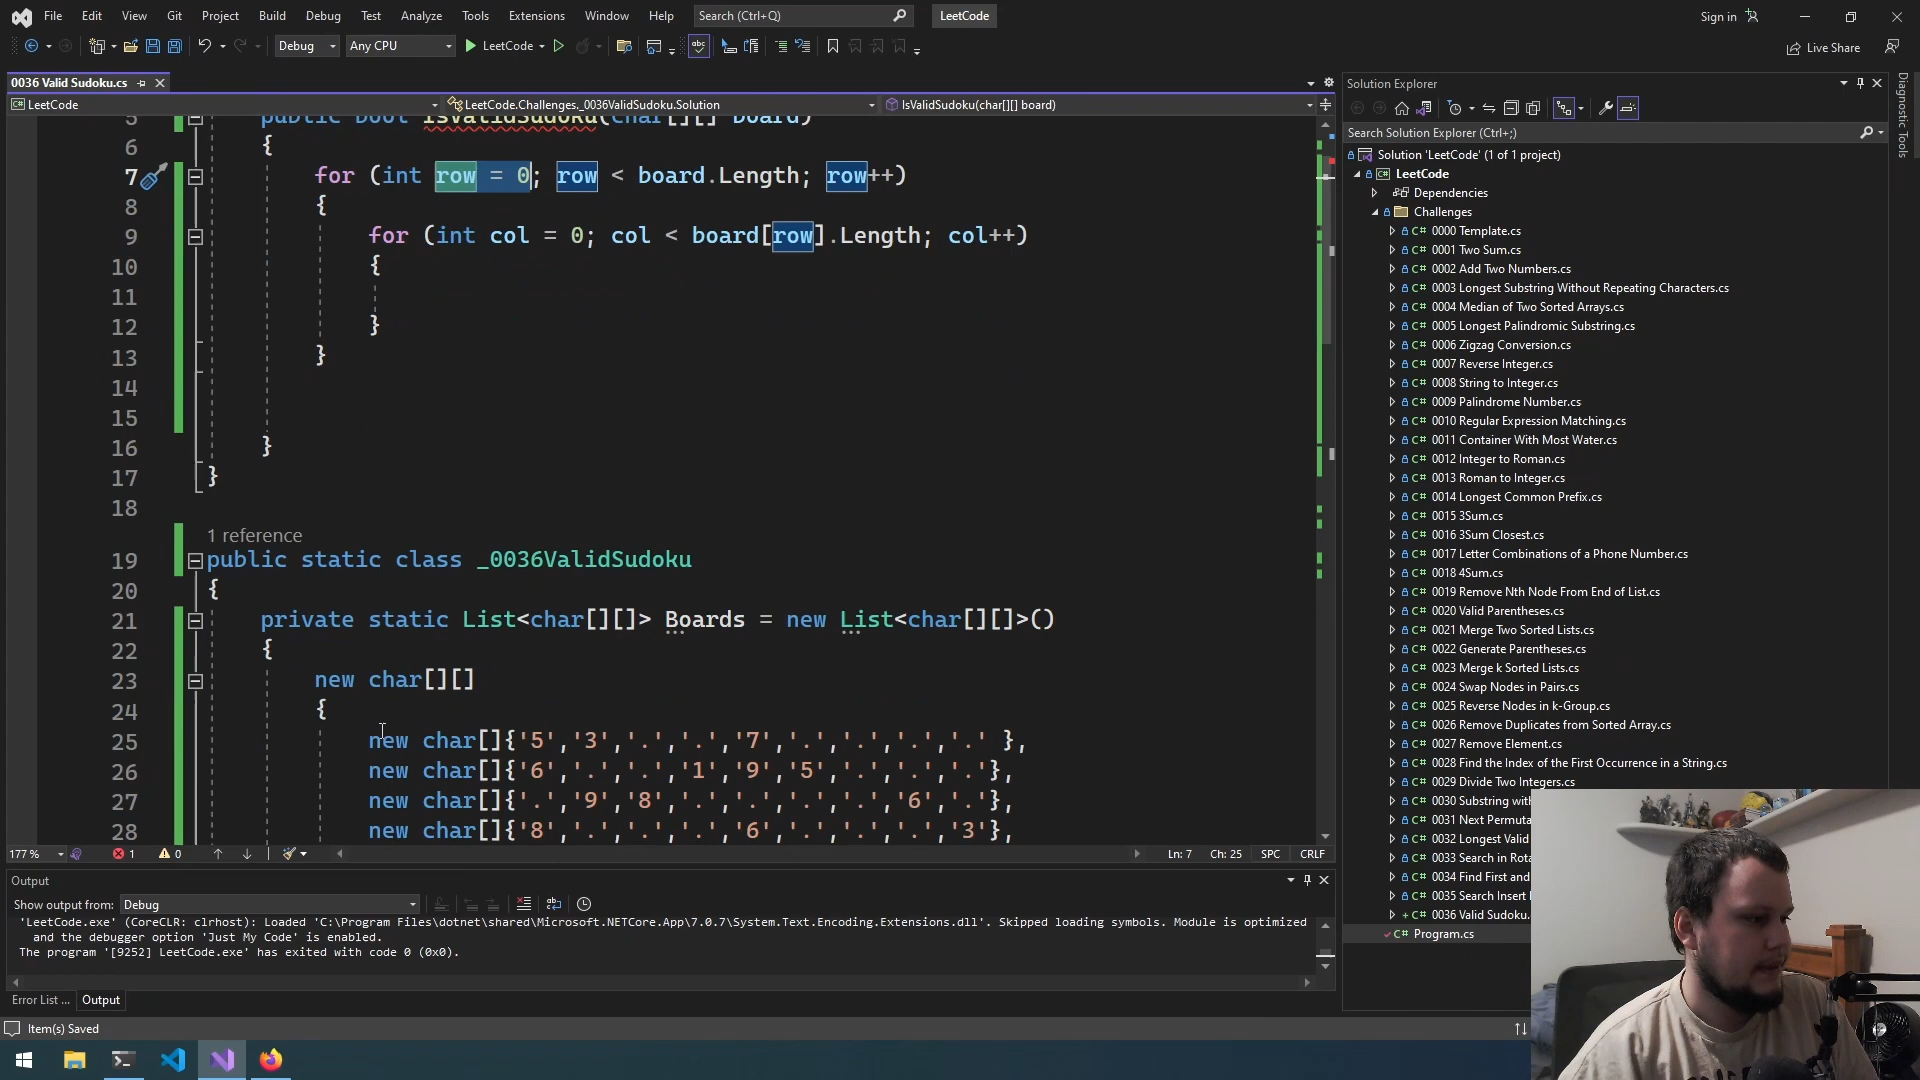 File Edit View Git Project Build Debug Test Analyze Tools Extensions Window Help Search (Ctrl+Q) LeetCode Sign in
Debug Any CPU LeetCode Live Share
0036 Valid Sudoku.cs
LeetCode LeetCode.Challenges._0036ValidSudoku.Solution IsValidSudoku(char[][] board)
5 public bool IsValidSudoku(char[][] board)
6 {
7 for (int row = 0; row < board.Length; row++)
8 {
9 for (int col = 0; col < board[row].Length; col++)
10 {
11
12 }
13 }
14
15
16 }
17 }
18
1 reference
19 public static class _0036ValidSudoku
20 {
21 private static List<char[][]> Boards = new List<char[][]>()
22 {
23 new char[][]
24 {
25 new char[]{'5','3','.','.','7','.','.','.','.' },
26 new char[]{'6','.','.','1','9','5','.','.','.'},
27 new char[]{'.','9','8','.','.','.','.','6','.'},
28 new char[]{'8','.','.','.','6','.','.','.','3'},
177 % 1 0 Ln: 7 Ch: 25 SPC CRLF
Output
Show output from: Debug
'LeetCode.exe' (CoreCLR: clrhost): Loaded 'C:\Program Files\dotnet\shared\Microsoft.NETCore.App\7.0.7\System.Text.Encoding.Extensions.dll'. Skipped loading symbols. Module is optimized
and the debugger option 'Just My Code' is enabled.
The program '[9252] LeetCode.exe' has exited with code 0 (0x0).
Error List ... Output
Item(s) Saved
Solution Explorer
Search Solution Explorer (Ctrl+;)
Solution 'LeetCode' (1 of 1 project)
C# LeetCode
Dependencies
Challenges
C# 0000 Template.cs
C# 0001 Two Sum.cs
C# 0002 Add Two Numbers.cs
C# 0003 Longest Substring Without Repeating Characters.cs
C# 0004 Median of Two Sorted Arrays.cs
C# 0005 Longest Palindromic Substring.cs
C# 0006 Zigzag Conversion.cs
C# 0007 Reverse Integer.cs
C# 0008 String to Integer.cs
C# 0009 Palindrome Number.cs
C# 0010 Regular Expression Matching.cs
C# 0011 Container With Most Water.cs
C# 0012 Integer to Roman.cs
C# 0013 Roman to Integer.cs
C# 0014 Longest Common Prefix.cs
C# 0015 3Sum.cs
C# 0016 3Sum Closest.cs
C# 0017 Letter Combinations of a Phone Number.cs
C# 0018 4Sum.cs
C# 0019 Remove Nth Node From End of List.cs
C# 0020 Valid Parentheses.cs
C# 0021 Merge Two Sorted Lists.cs
C# 0022 Generate Parentheses.cs
C# 0023 Merge k Sorted Lists.cs
C# 0024 Swap Nodes in Pairs.cs
C# 0025 Reverse Nodes in k-Group.cs
C# 0026 Remove Duplicates from Sorted Array.cs
C# 0027 Remove Element.cs
C# 0028 Find the Index of the First Occurrence in a String.cs
C# 0029 Divide Two Integers.cs
C# 0030 Substring with
C# 0031 Next Permuta
C# 0032 Longest Valid
C# 0033 Search in Rota
C# 0034 Find First and
C# 0035 Search Insert
C# 0036 Valid Sudoku.
C# Program.cs
Diagnostic Tools